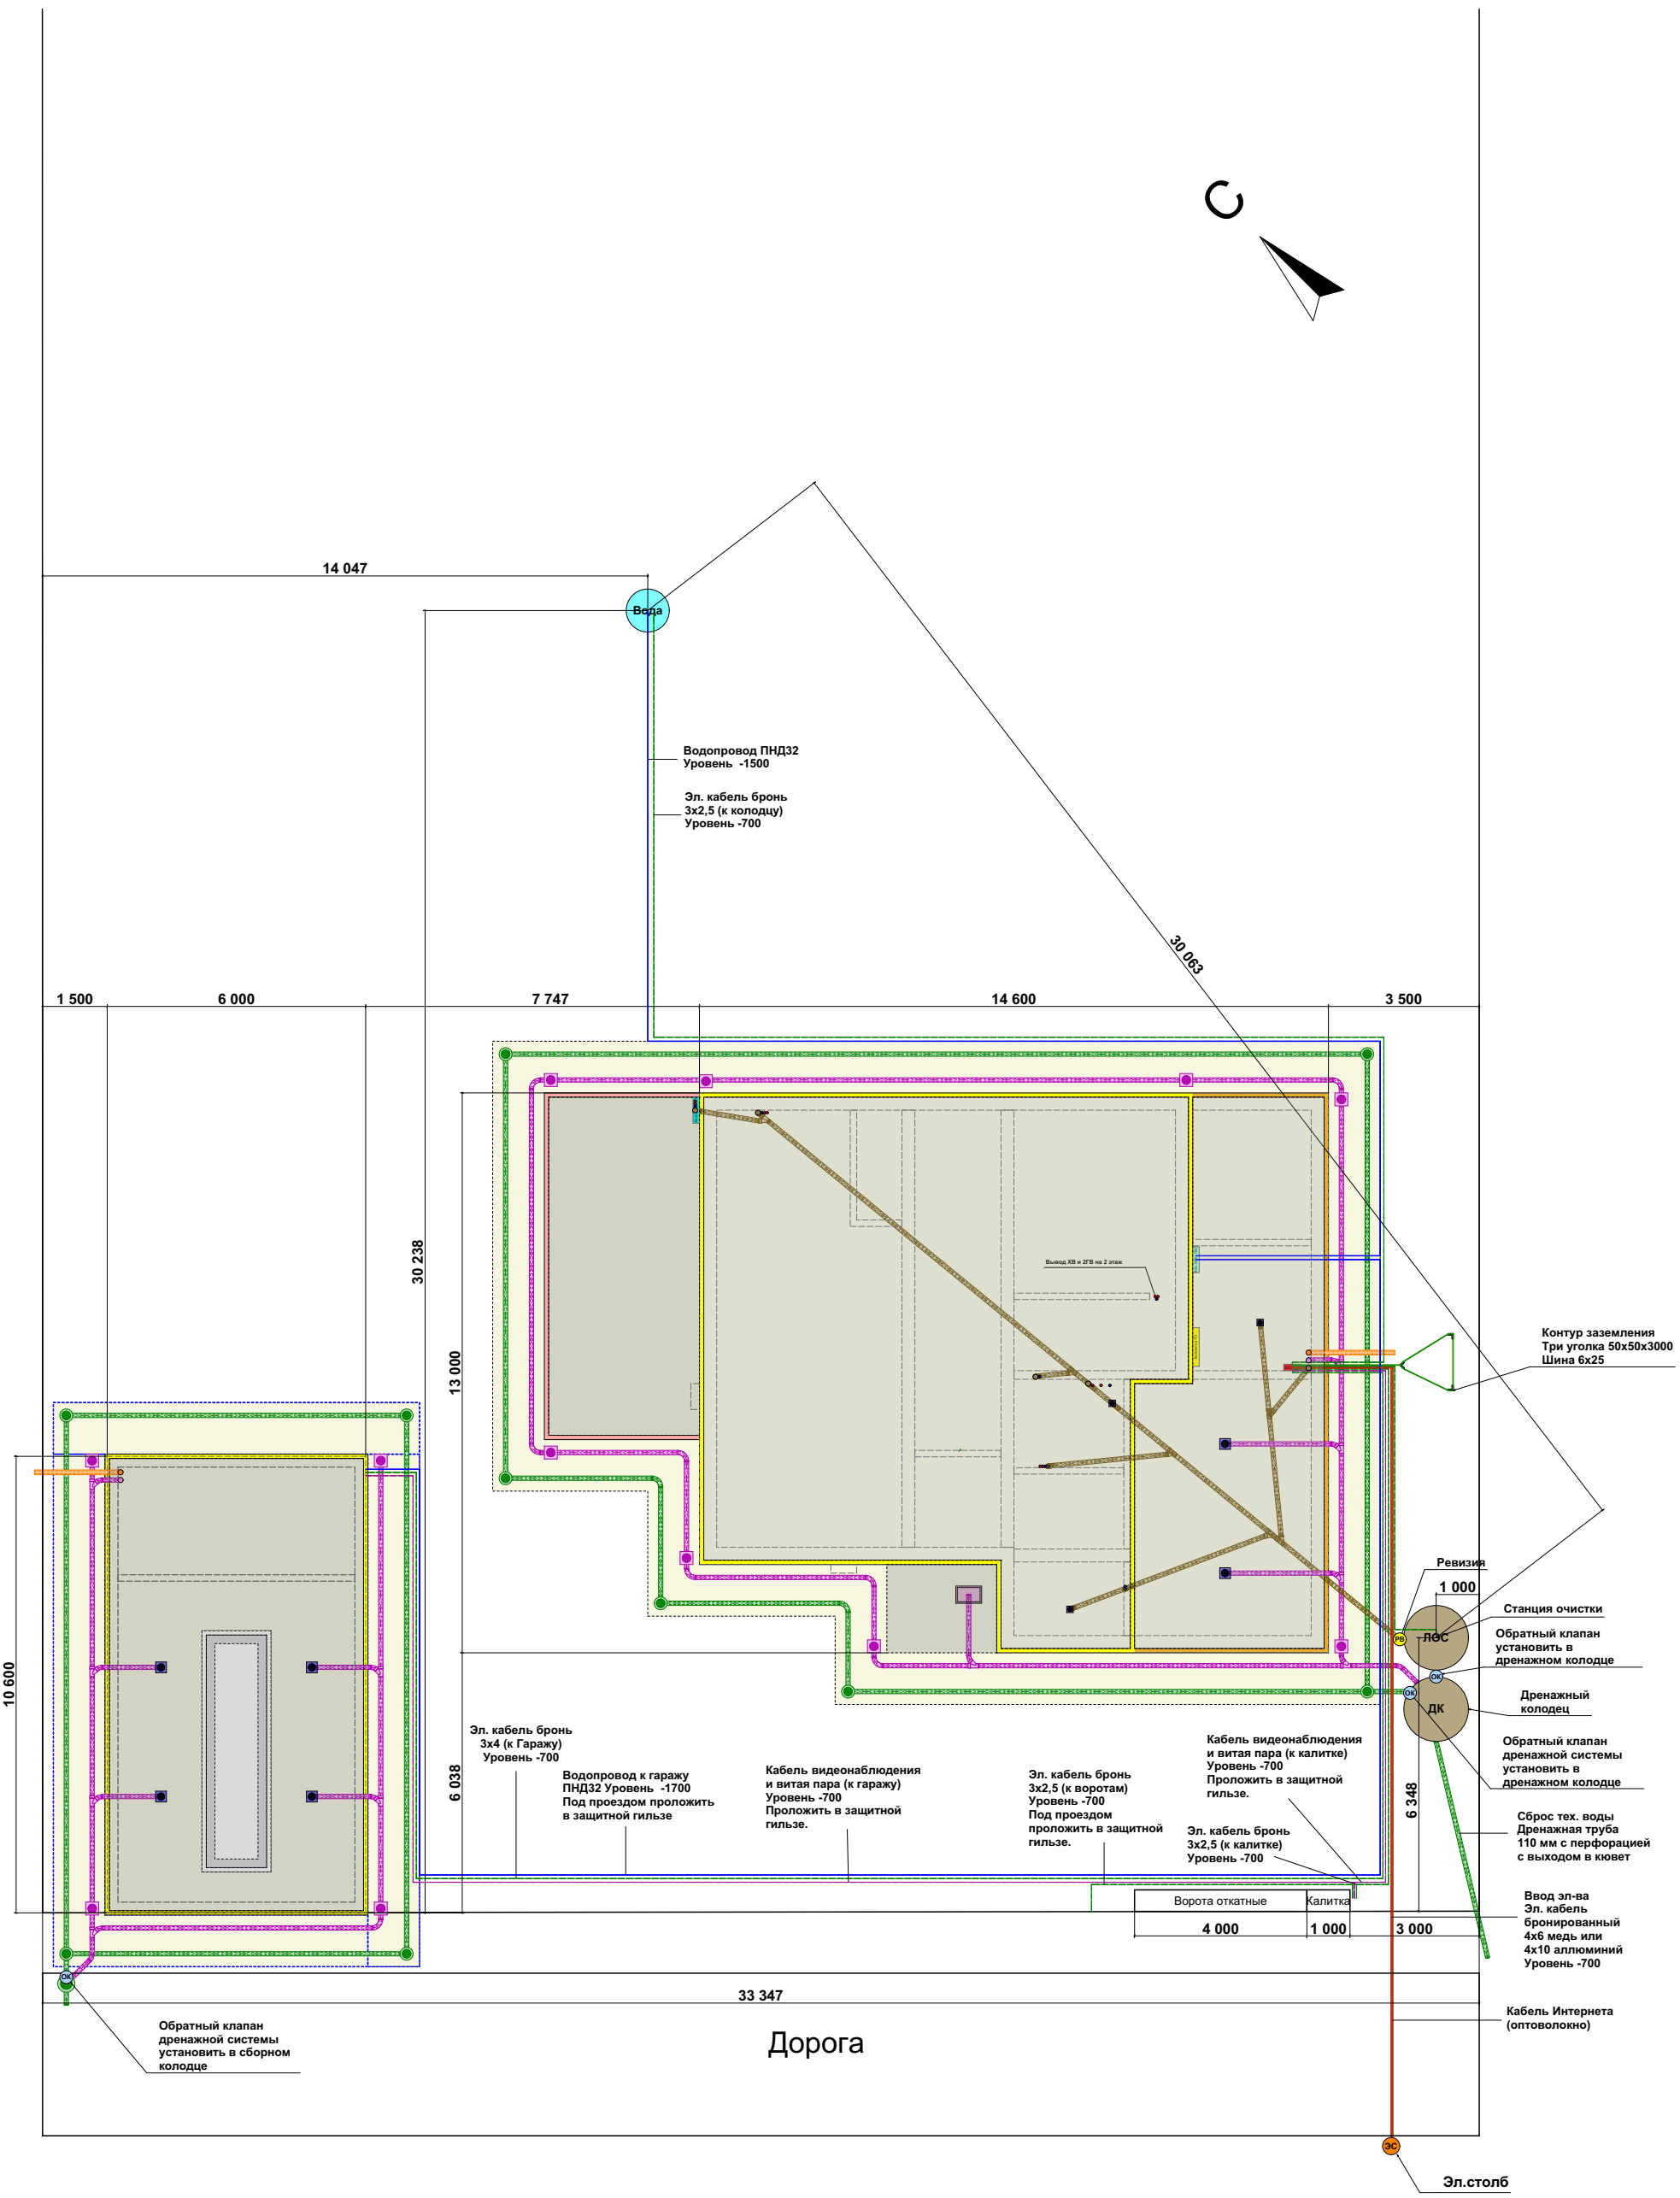 С
14 047
Вода
Водопровод ПНД32
Уровень -1500
Эл. кабель бронь
3х2,5 (к колодцу)
Уровень -700
30 063
1 500
6 000
7 747
14 600
3 500
30 238
13 000
Вывод ХВ и 2ГВ на 2 этаж
Контур заземления
Три уголка 50х50х3000
Шина 6х25
10 600
6 038
Ревизия
1 000
РВ
ЛОС
Станция очистки
Обратный клапан
установить в
дренажном колодце
ОК
ОК
ДК
Дренажный
колодец
Обратный клапан
дренажной системы
установить в
дренажном колодце
6 348
Эл. кабель бронь
3х4 (к Гаражу)
Уровень -700
Водопровод к гаражу
ПНД32 Уровень -1700
Под проездом проложить
в защитной гильзе
Кабель видеонаблюдения
и витая пара (к гаражу)
Уровень -700
Проложить в защитной
гильзе.
Эл. кабель бронь
3х2,5 (к воротам)
Уровень -700
Под проездом
проложить в защитной
гильзе.
Кабель видеонаблюдения
и витая пара (к калитке)
Уровень -700
Проложить в защитной
гильзе.
Эл. кабель бронь
3х2,5 (к калитке)
Уровень -700
Сброс тех. воды
Дренажная труба
110 мм с перфорацией
с выходом в кювет
Ворота откатные
Калитка
4 000
1 000
3 000
Ввод эл-ва
Эл. кабель
бронированный
4х6 медь или
4х10 аллюминий
Уровень -700
ОК
33 347
Кабель Интернета
(оптоволокно)
Обратный клапан
дренажной системы
установить в сборном
колодце
Дорога
ЭС
Эл.столб